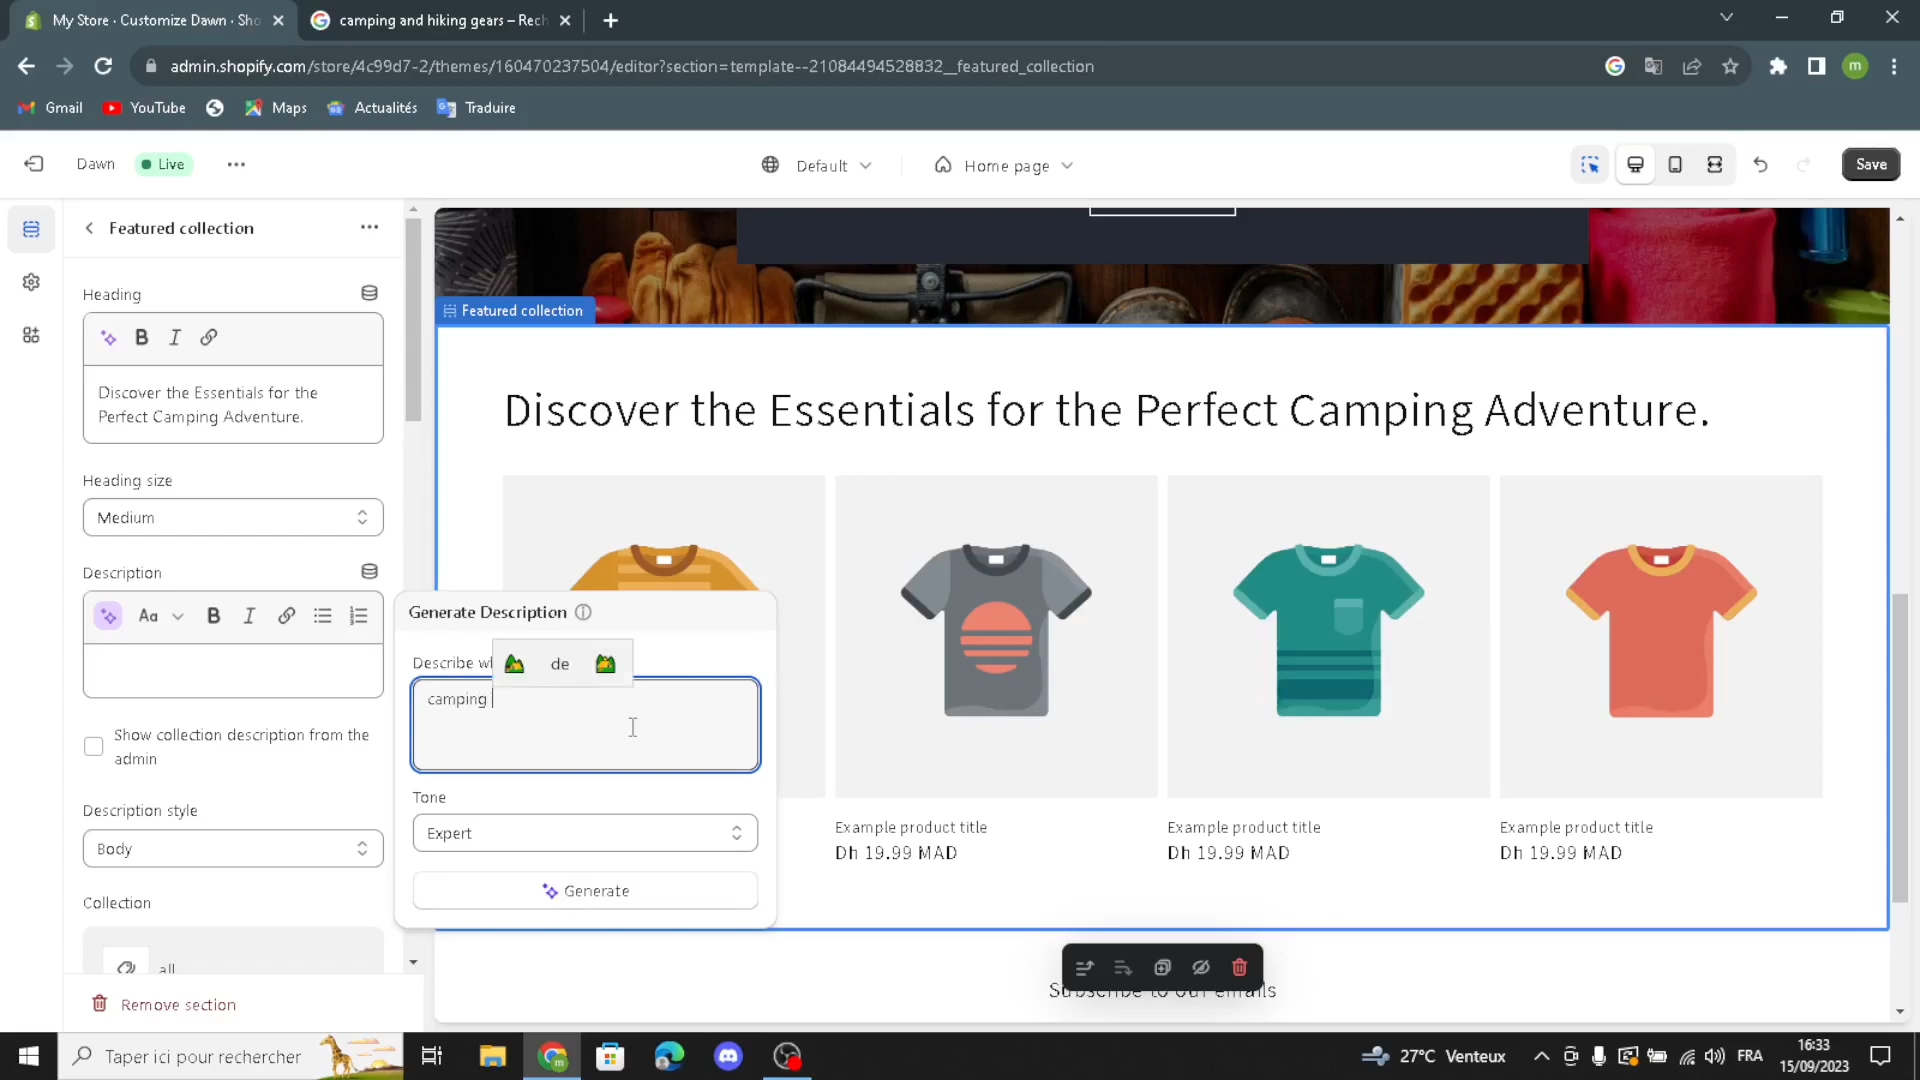 My Store · Customize Dawn · Sho
camping and hiking gears – Rech
admin.shopify.com/store/4c99d7-2/themes/160470237504/editor?section=template--21084494528832__featured_collection
m
Gmail
YouTube
Maps
Actualités
Traduire
Dawn
Live
Default
Home page
Save
Featured collection
Heading
B I
Discover the Essentials for the
Perfect Camping Adventure.
Heading size
Medium
Description
Aa B I
Show collection description from the
admin
Description style
Body
Collection
all
Remove section
Generate Description
Describe wh
de
camping
Tone
Expert
Generate
Featured collection
Discover the Essentials for the Perfect Camping Adventure.
Example product title
Dh 19.99 MAD
Example product title
Dh 19.99 MAD
Example product title
Dh 19.99 MAD
Subscribe to our emails
Taper ici pour rechercher
27°C Venteux
FRA
16:33
15/09/2023